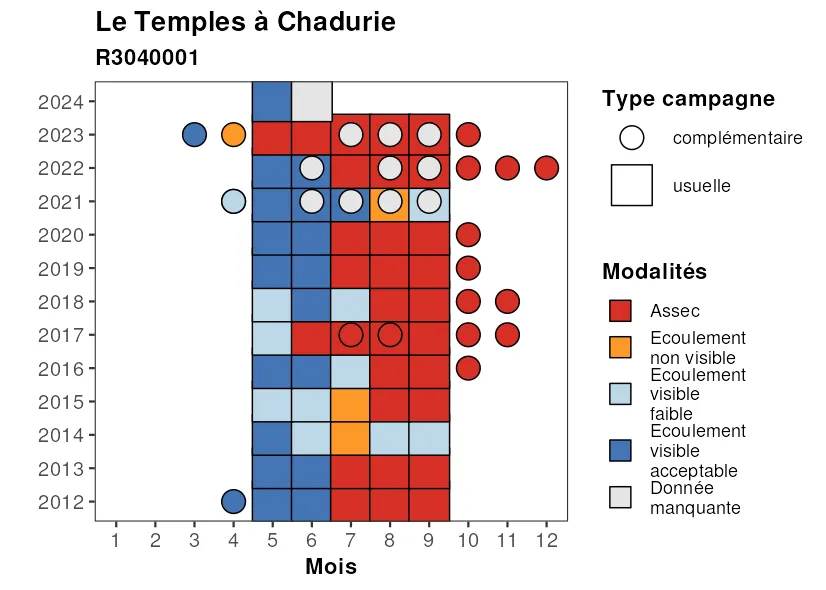 Le Temples à Chadurie
R3040001
2024
2023
2022
2021
2020
2019
2018
2017
2016
2015
2014
2013
2012
1 2 3 4 5 6 7 8 9 10 11 12
Mois
Type campagne
complémentaire
usuelle
Modalités
Assec
Ecoulement
non visible
Ecoulement
visible
faible
Ecoulement
visible
acceptable
Donnée
manquante